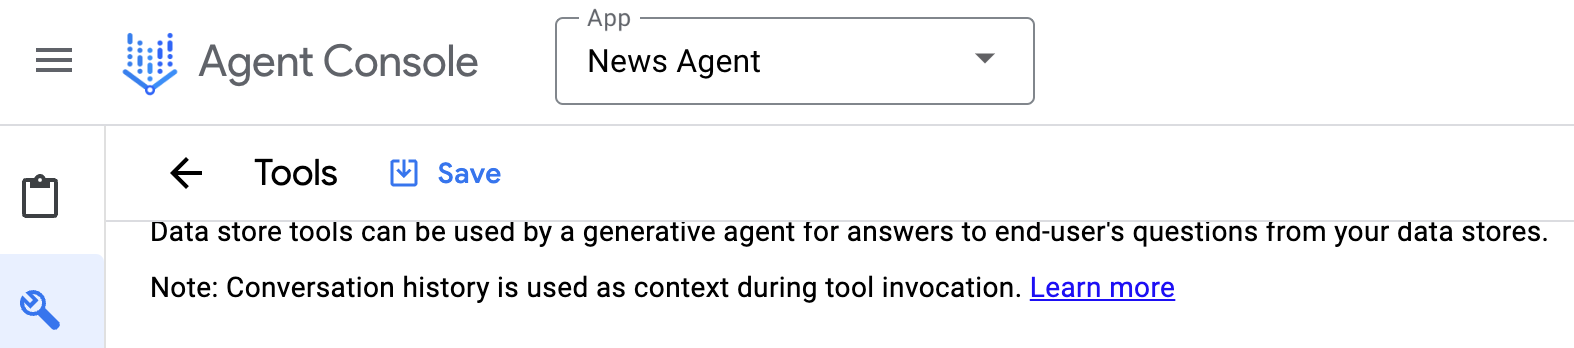 App
Agent Console
News Agent
Tools
Save
Data store tools can be used by a generative agent for answers to end-user's questions from your data stores.
Note: Conversation history is used as context during tool invocation. Learn more